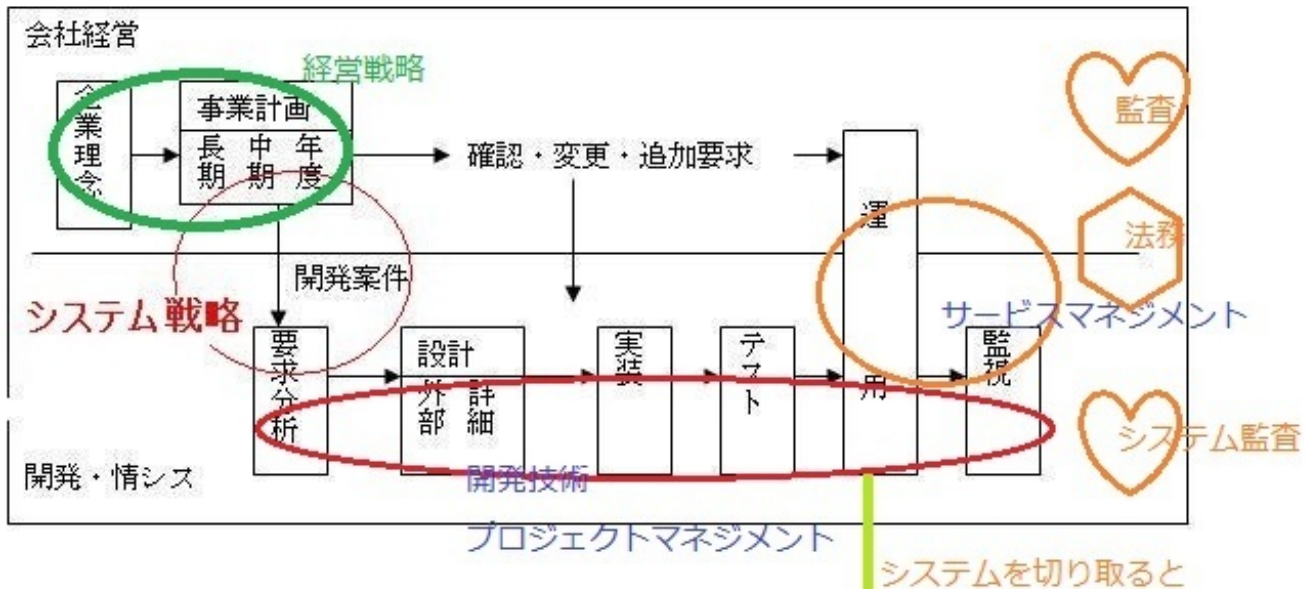 会社経営
経営戦略
企業理念
事業計画
長期 中期 年度
確認・変更・追加要求
監査
運用
法務
開発案件
システム戦略
サービスマネジメント
要求分析
設計
外部 詳細
実装
テスト
監視
システム監査
開発・情シス
開発技術
プロジェクトマネジメント
システムを切り取ると